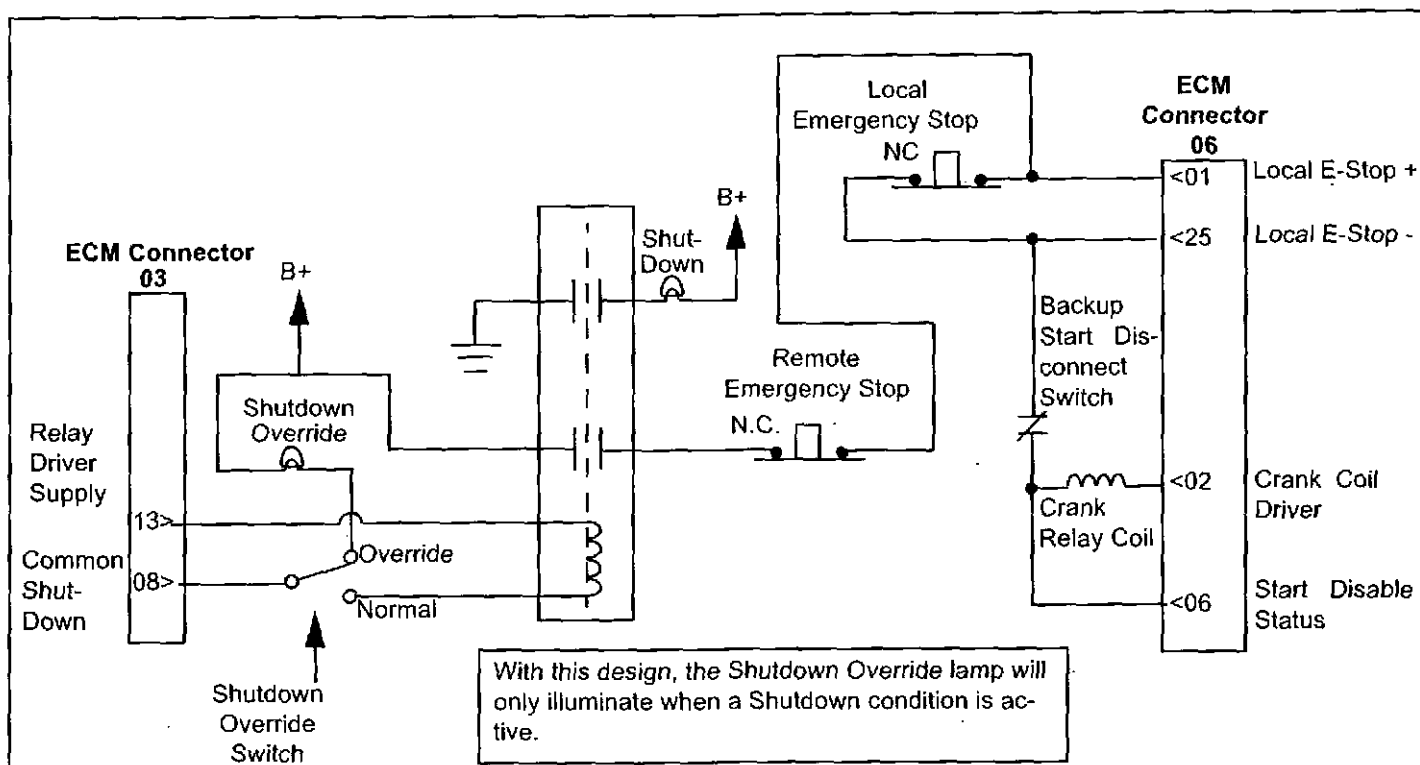 ECM Connector
03
B+
Relay
Driver
Supply
13>
Common
Shut-
Down
08>
Shutdown
Override
Override
Normal
Shutdown
Override
Switch
Shut-
Down
B+
Local
Emergency Stop
NC
Remote
Emergency Stop
N.C.
With this design, the Shutdown Override lamp will
only illuminate when a Shutdown condition is ac-
tive.
ECM
Connector
06
<01 Local E-Stop +
<25 Local E-Stop -
Backup
Start Dis-
connect
Switch
Crank
Relay Coil
<02 Crank Coil
Driver
<06 Start Disable
Status